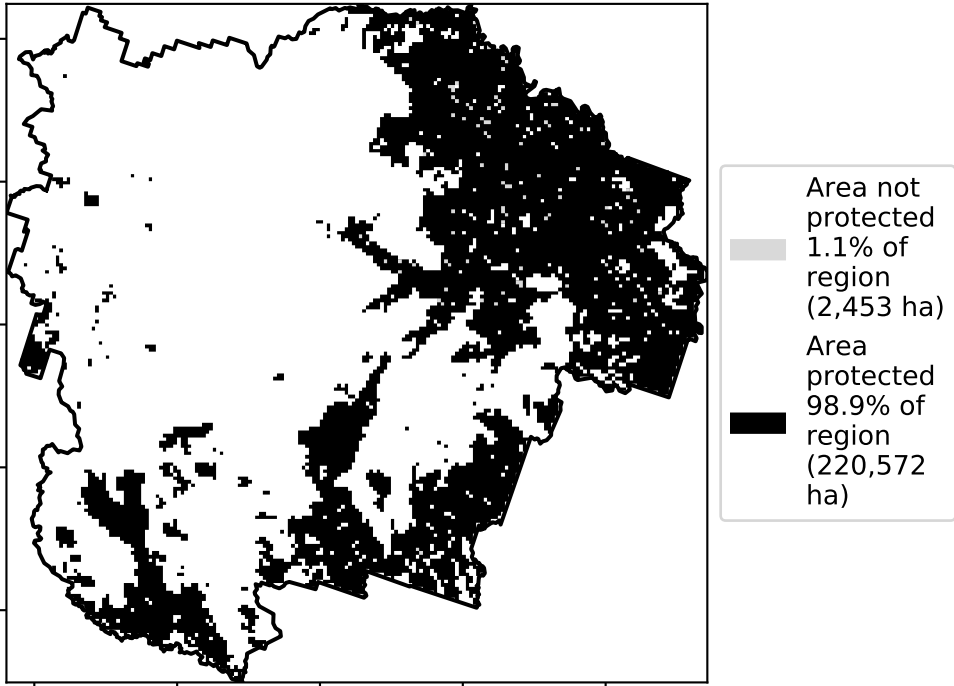 Area not
protected
1.1% of
region
(2,453 ha)
Area
protected
98.9% of
region
(220,572
ha)